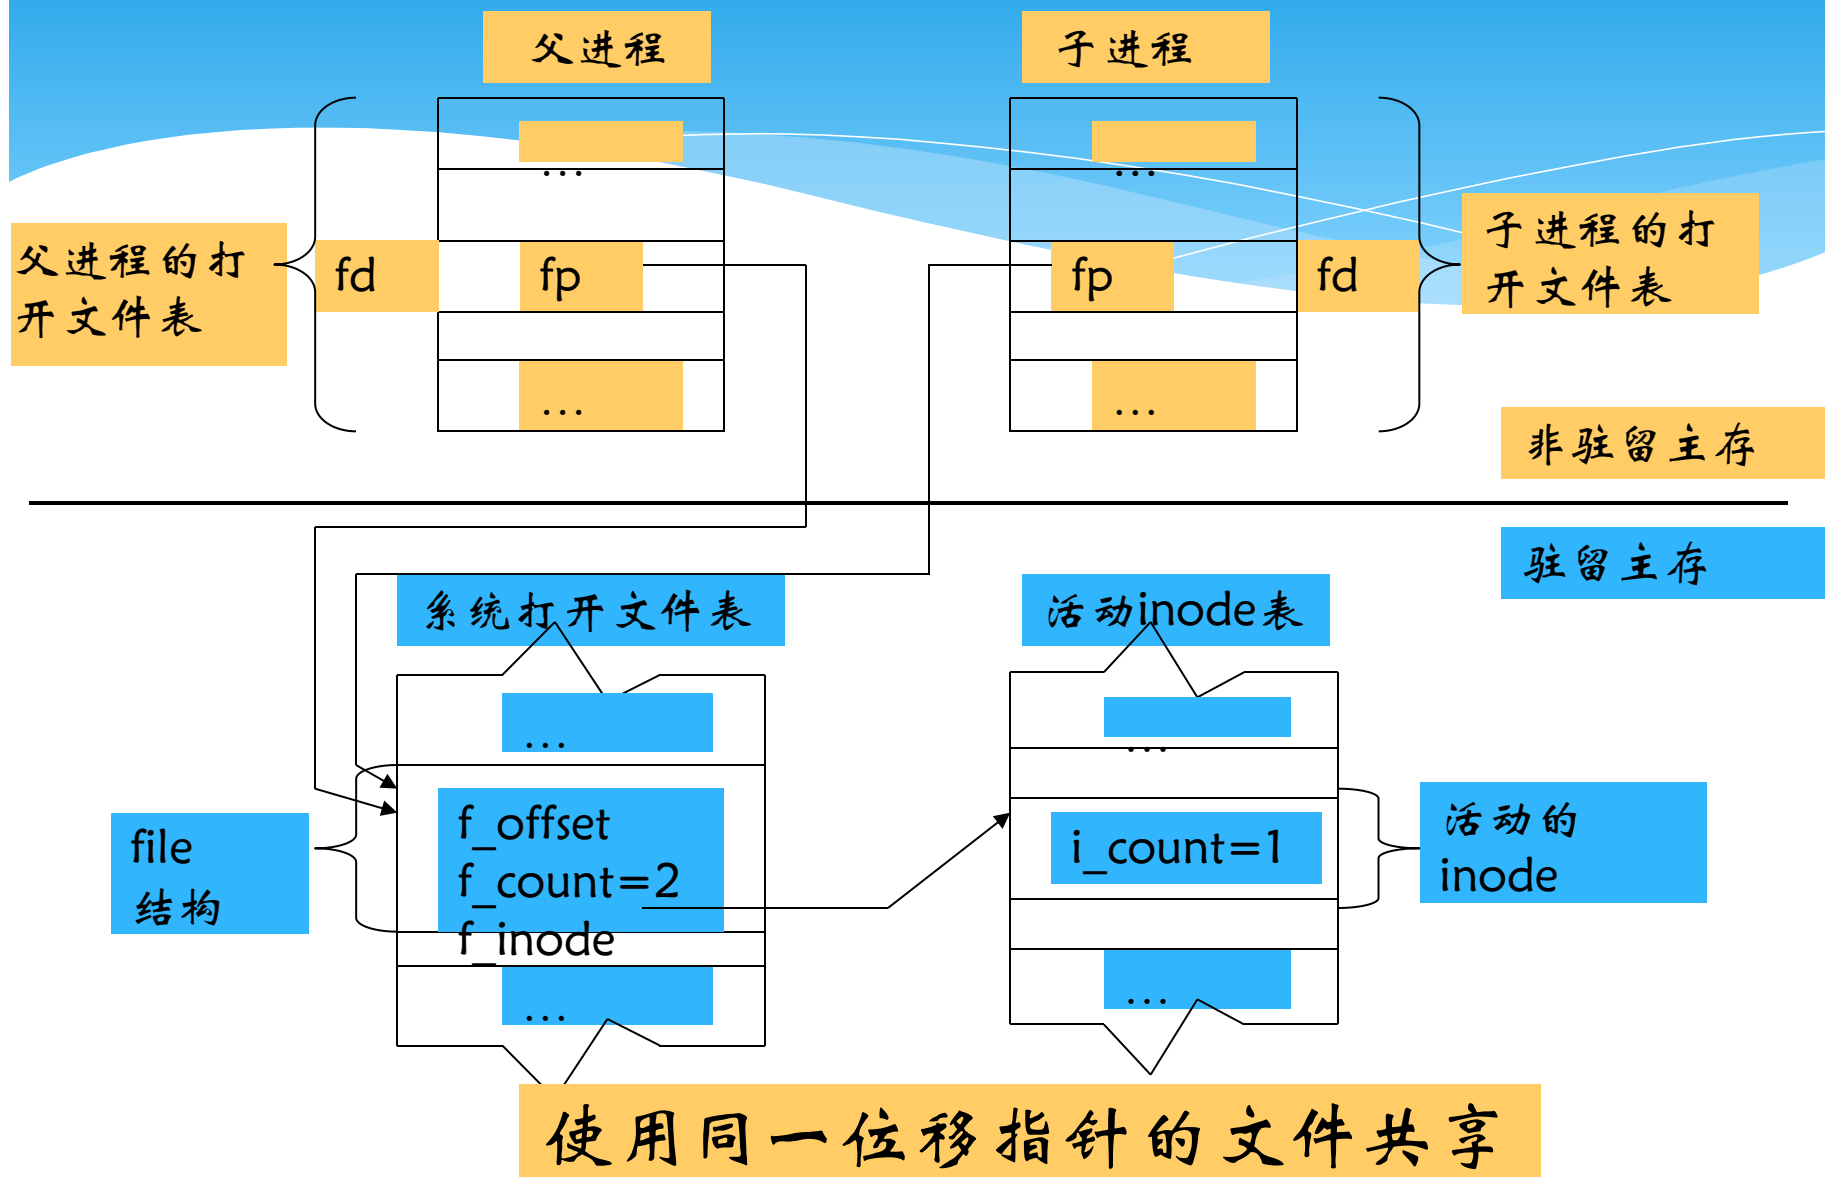 父进程
子进程
…
…
父进程的打
开文件表
fd
fp
fp
fd
子进程的打
开文件表
…
…
非驻留主存
驻留主存
系统打开文件表
活动inode表
…
…
file
结构
f_offset
f_count=2
f_inode
i_count=1
活动的
inode
…
…
使用同一位移指针的文件共享